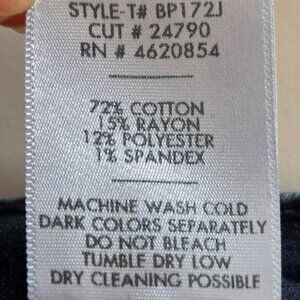 STYLE-T# BP172J
CUT # 24790
RN # 4620854
72% COTTON
15% RAYON
12% POLYESTER
1% SPANDEX
MACHINE WASH COLD
DARK COLORS SEPARATELY
DO NOT BLEACH
TUMBLE DRY LOW
DRY CLEANING POSSIBLE